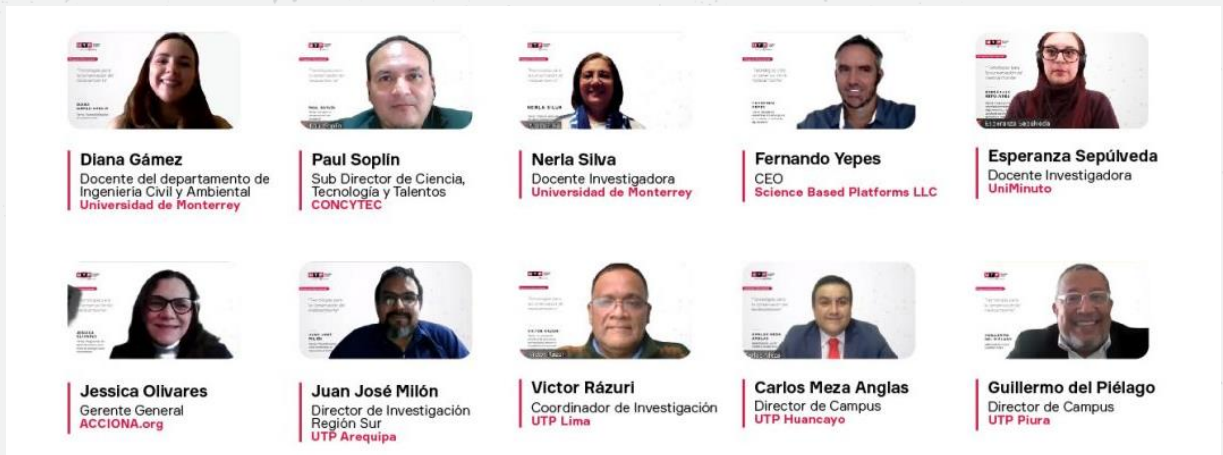 Diana Gámez
Docente del departamento de
Ingeniería Civil y Ambiental
Universidad de Monterrey
Paul Soplín
Sub Director de Ciencia,
Tecnología y Talentos
CONCYTEC
Nerla Silva
Docente Investigadora
Universidad de Monterrey
Fernando Yepes
CEO
Science Based Platforms LLC
Esperanza Sepúlveda
Docente Investigadora
UniMinuto
Jessica Olivares
Gerente General
ACCIONA.org
Juan José Milón
Director de Investigación
Región Sur
UTP Arequipa
Victor Rázuri
Coordinador de Investigación
UTP Lima
Carlos Meza Anglas
Director de Campus
UTP Huancayo
Guillermo del Piélago
Director de Campus
UTP Piura